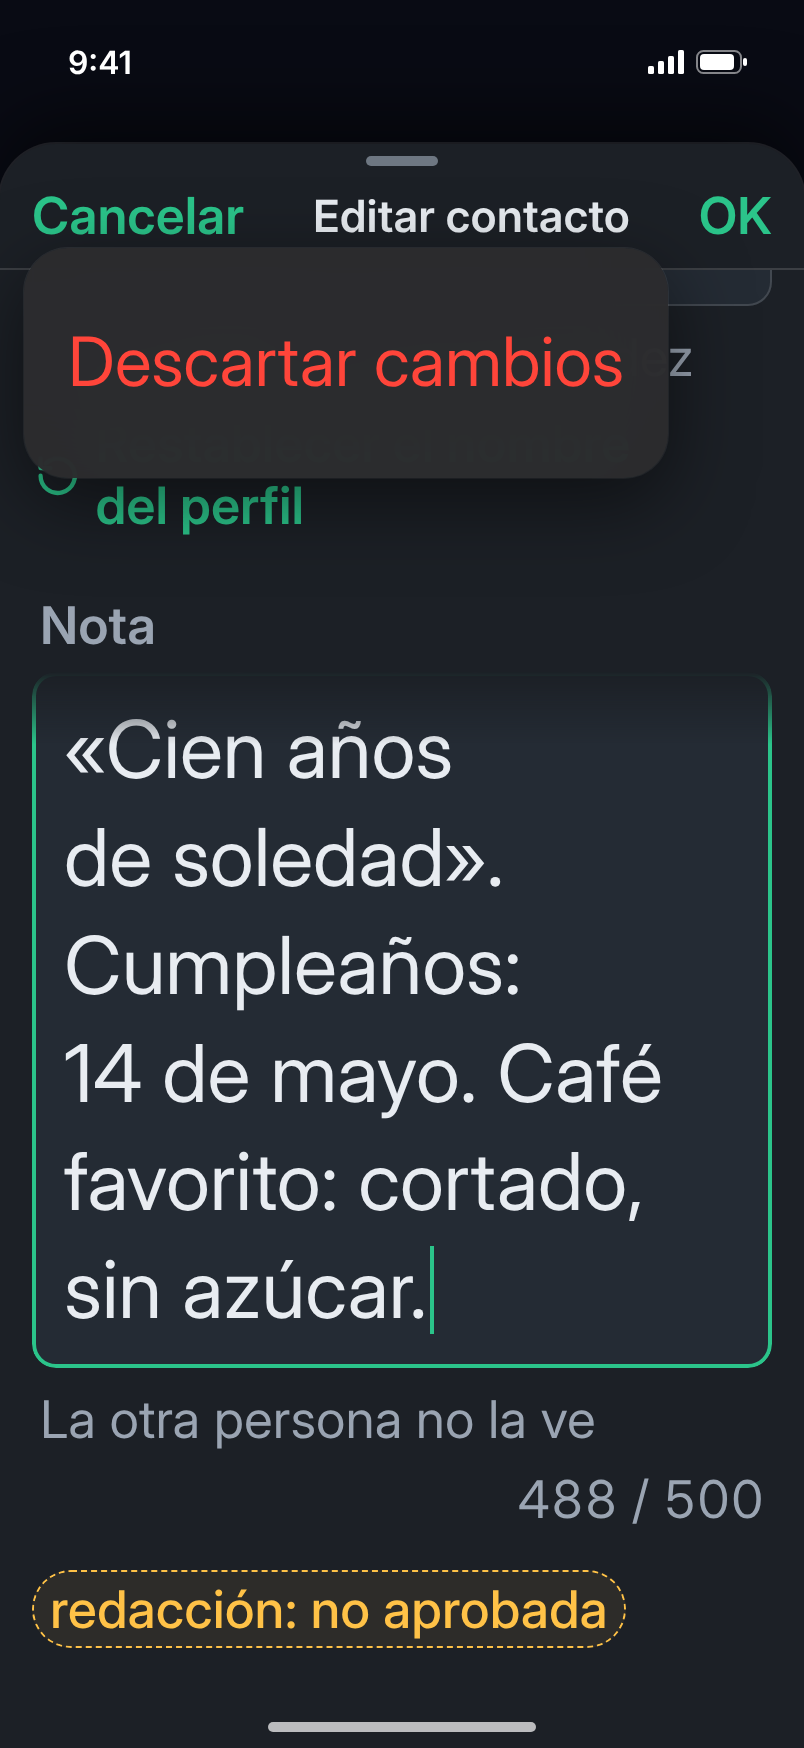 9:41
Cancelar Editar contacto OK
Descartar cambios
del perfil
Nota
«Cien años
de soledad».
Cumpleaños:
14 de mayo. Café
favorito: cortado,
sin azúcar.
La otra persona no la ve
488 / 500
redacción: no aprobada